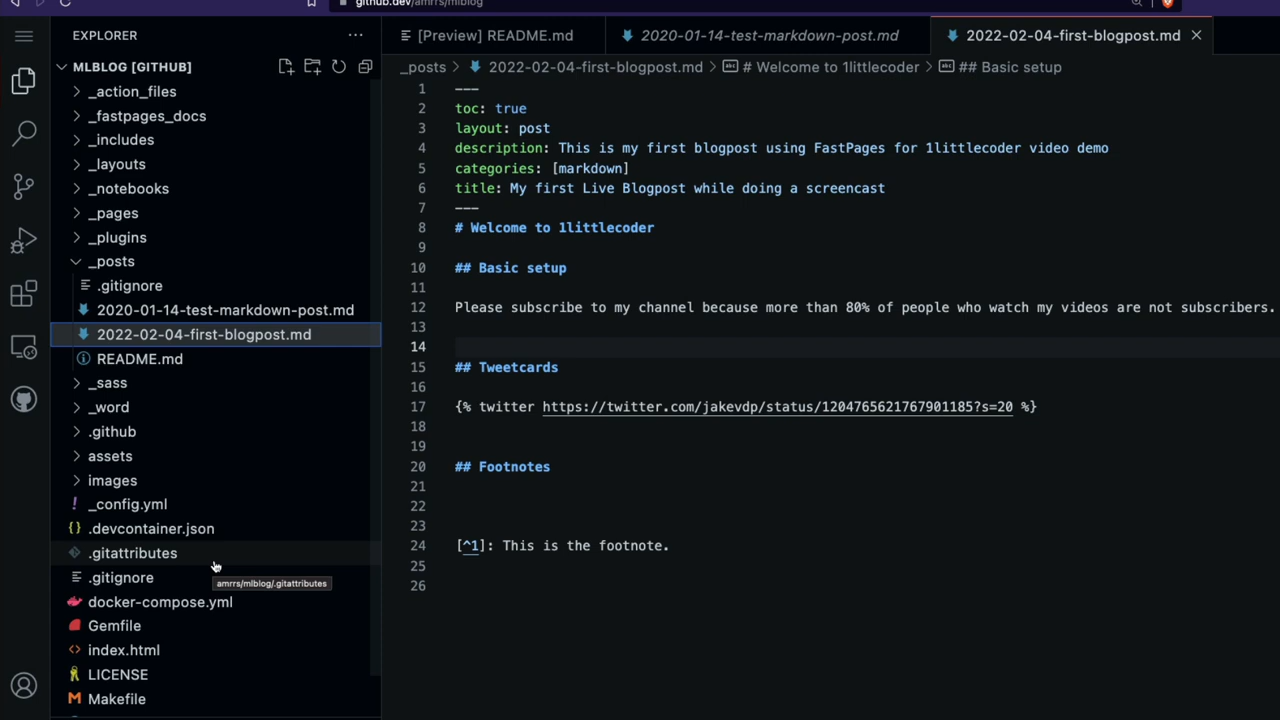 github.dev/amrrs/mlblog
EXPLORER
MLBLOG [GITHUB]
_action_files
_fastpages_docs
_includes
_layouts
_notebooks
_pages
_plugins
_posts
.gitignore
2020-01-14-test-markdown-post.md
2022-02-04-first-blogpost.md
README.md
_sass
_word
.github
assets
images
_config.yml
.devcontainer.json
.gitattributes
amrrs/mlblog/.gitattributes
.gitignore
docker-compose.yml
Gemfile
index.html
LICENSE
Makefile
[Preview] README.md
2020-01-14-test-markdown-post.md
2022-02-04-first-blogpost.md
_posts > 2022-02-04-first-blogpost.md > # Welcome to 1littlecoder > ## Basic setup
1 ---
2 toc: true
3 layout: post
4 description: This is my first blogpost using FastPages for 1littlecoder video demo
5 categories: [markdown]
6 title: My first Live Blogpost while doing a screencast
7 ---
8 # Welcome to 1littlecoder
9
10 ## Basic setup
11
12 Please subscribe to my channel because more than 80% of people who watch my videos are not subscribers.
13
14
15 ## Tweetcards
16
17 {% twitter https://twitter.com/jakevdp/status/1204765621767901185?s=20 %}
18
19
20 ## Footnotes
21
22
23
24 [^1]: This is the footnote.
25
26